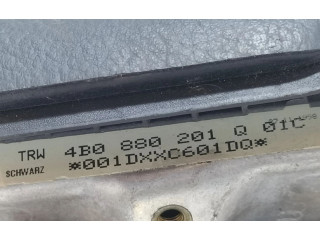 TRW 4B0 880 201 Q 01C
SCHWARZ *001DXXC601DQ*